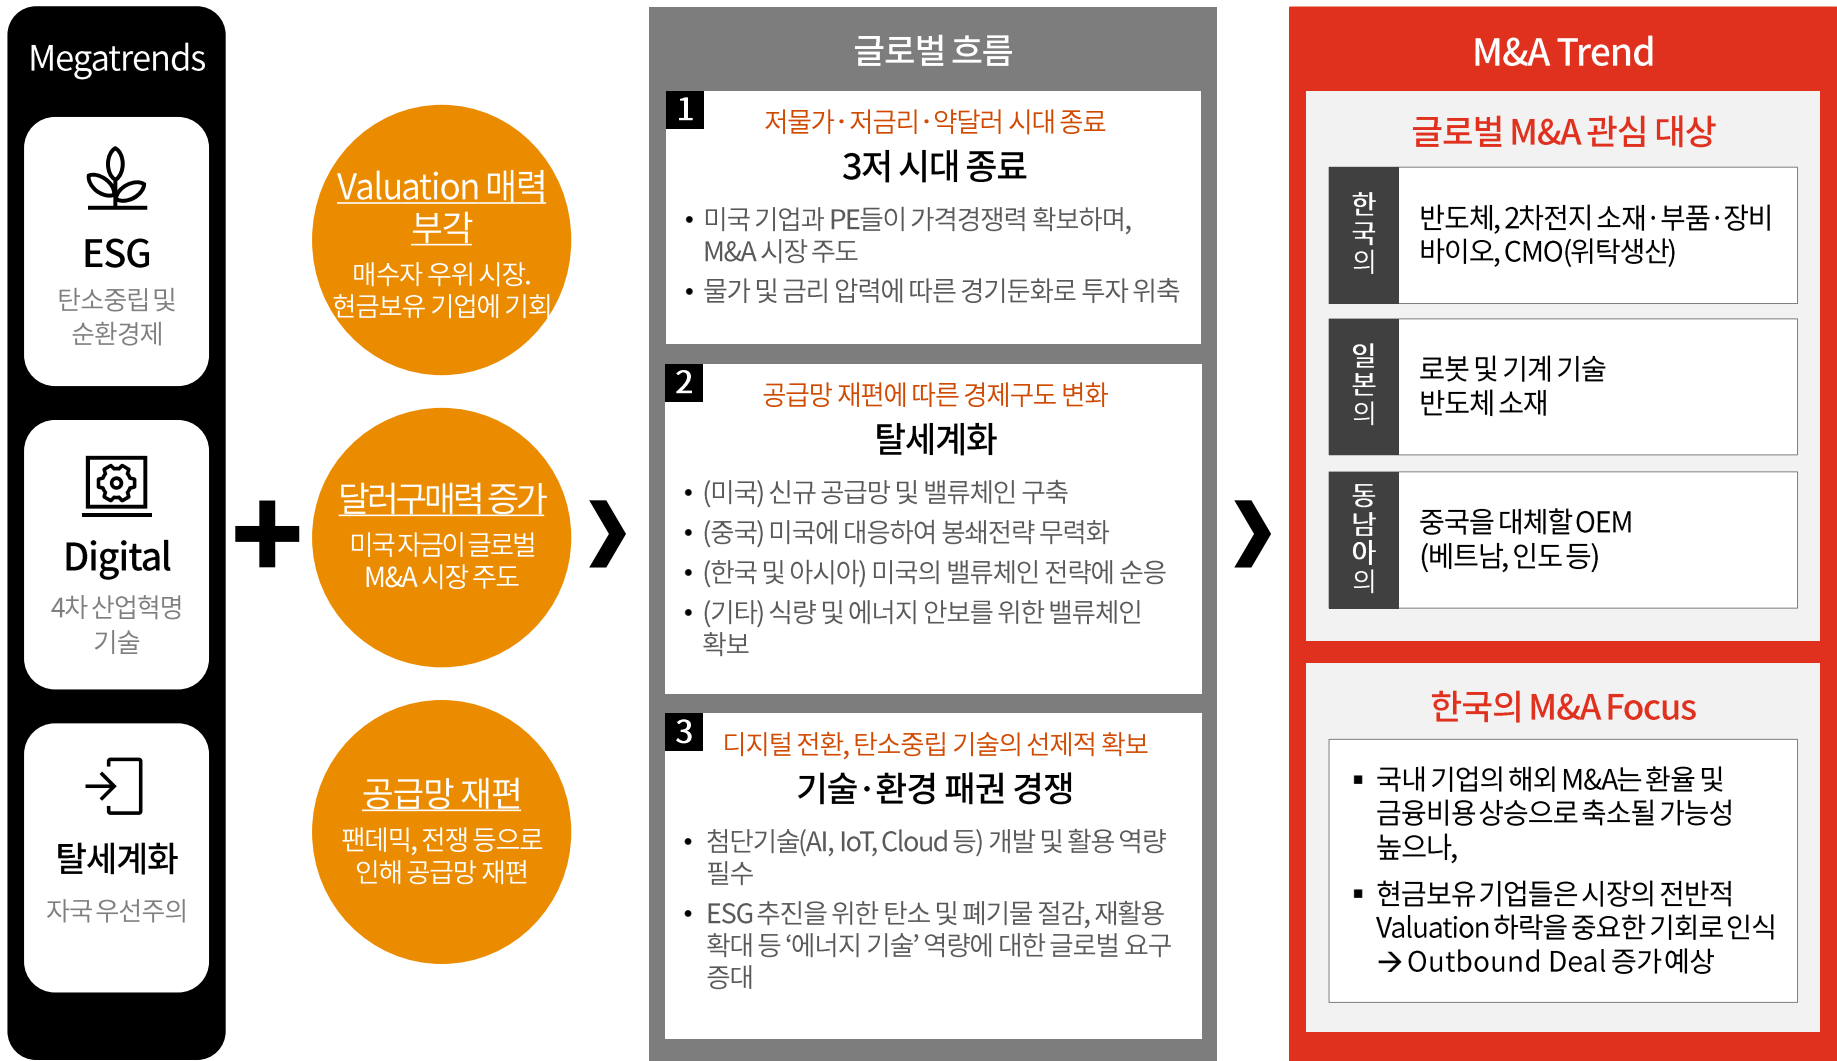 Megatrends
ESG
탄소중립 및
순환경제
Digital
4차 산업혁명
기술
탈세계화
자국 우선주의
Valuation 매력
부각
매수자 우위 시장.
현금보유 기업에 기회
달러구매력 증가
미국 자금이 글로벌
M&A 시장 주도
공급망 재편
팬데믹, 전쟁 등으로
인해 공급망 재편
글로벌 흐름
1
저물가·저금리·약달러 시대 종료
3저 시대 종료
• 미국 기업과 PE들이 가격경쟁력 확보하며,
M&A 시장 주도
• 물가 및 금리 압력에 따른 경기둔화로 투자 위축
2
공급망 재편에 따른 경제구도 변화
탈세계화
• (미국) 신규 공급망 및 밸류체인 구축
• (중국) 미국에 대응하여 봉쇄전략 무력화
• (한국 및 아시아) 미국의 밸류체인 전략에 순응
• (기타) 식량 및 에너지 안보를 위한 밸류체인
확보
3
디지털 전환, 탄소중립 기술의 선제적 확보
기술·환경 패권 경쟁
• 첨단기술(AI, IoT, Cloud 등) 개발 및 활용 역량
필수
• ESG 추진을 위한 탄소 및 폐기물 절감, 재활용
확대 등 ‘에너지 기술’ 역량에 대한 글로벌 요구
증대
M&A Trend
글로벌 M&A 관심 대상
한국의
반도체, 2차전지 소재·부품·장비
바이오, CMO(위탁생산)
일본의
로봇 및 기계 기술
반도체 소재
동남아의
중국을 대체할 OEM
(베트남, 인도 등)
한국의 M&A Focus
▪ 국내 기업의 해외 M&A는 환율 및
금융비용 상승으로 축소될 가능성
높으나,
▪ 현금보유 기업들은 시장의 전반적
Valuation 하락을 중요한 기회로 인식
→ Outbound Deal 증가 예상